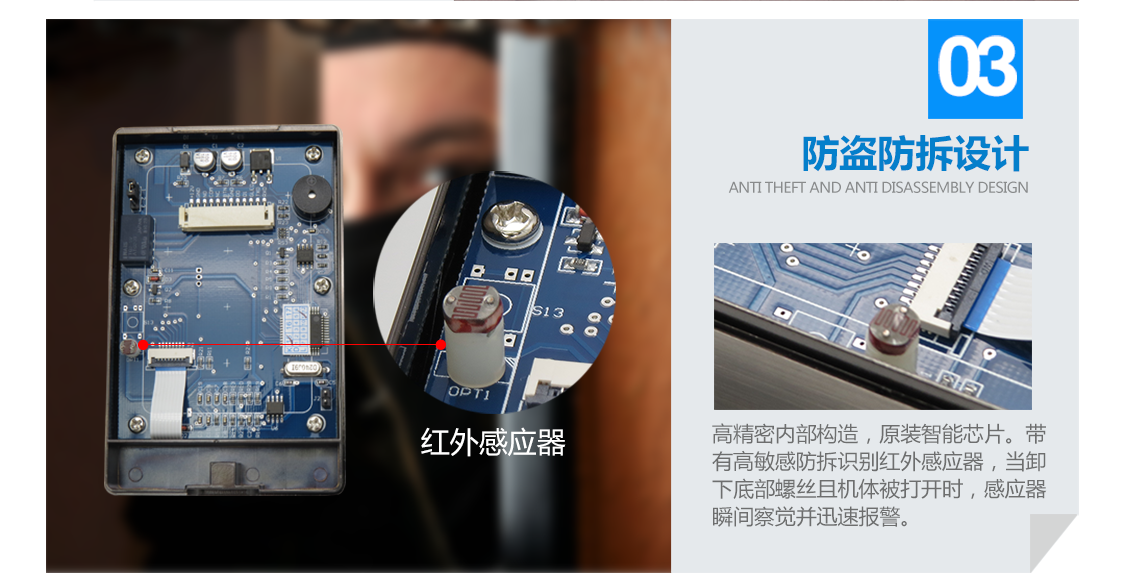 03
防盗防拆设计
ANTI THEFT AND ANTI DISASSEMBLY DESIGN
S13
OPT1
红外感应器
高精密内部构造，原装智能芯片。带
有高敏感防拆识别红外感应器，当卸
下底部螺丝且机体被打开时，感应器
瞬间察觉并迅速报警。